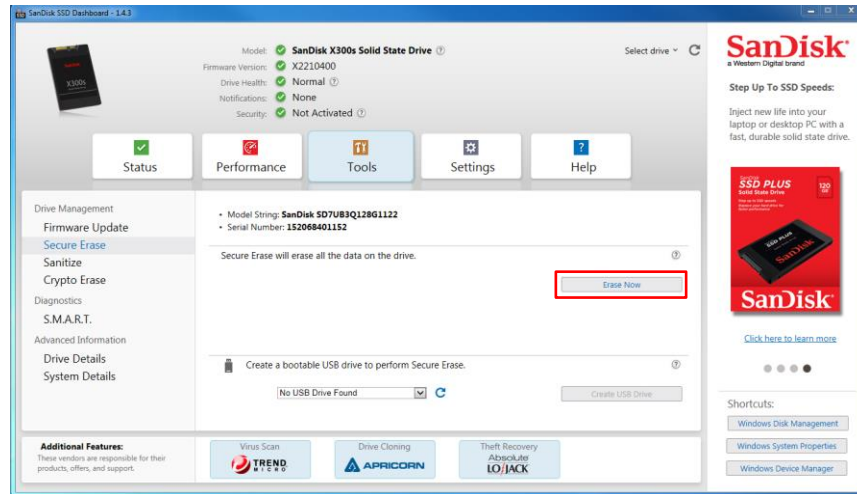 SanDisk SSD Dashboard - 1.4.3
Model: SanDisk X300s Solid State Drive ?
Select drive
Firmware Version: X2210400
Drive Health: Normal ?
Notifications: None
Security: Not Activated ?
X300s
Status
Performance
Tools
Settings
? Help
Drive Management
Firmware Update
Secure Erase
Sanitize
Crypto Erase
Diagnostics
S.M.A.R.T.
Advanced Information
Drive Details
System Details
• Model String: SanDisk SD7UB3Q128G1122
• Serial Number: 152068401152
Secure Erase will erase all the data on the drive. ?
Erase Now
Create a bootable USB drive to perform Secure Erase. ?
No USB Drive Found
Create USB Drive
Additional Features:
These vendors are responsible for their
products, offers, and support.
Virus Scan
TREND
MICRO
Drive Cloning
APRICORN
Theft Recovery
Absolute
LOJACK
SanDisk
a Western Digital brand
Step Up To SSD Speeds:
Inject new life into your
laptop or desktop PC with a
fast, durable solid state drive.
SanDisk
SSD PLUS
Solid State Drive
120
GB
SSD PLUS
SanDisk
SanDisk
Click here to learn more
Shortcuts:
Windows Disk Management
Windows System Properties
Windows Device Manager